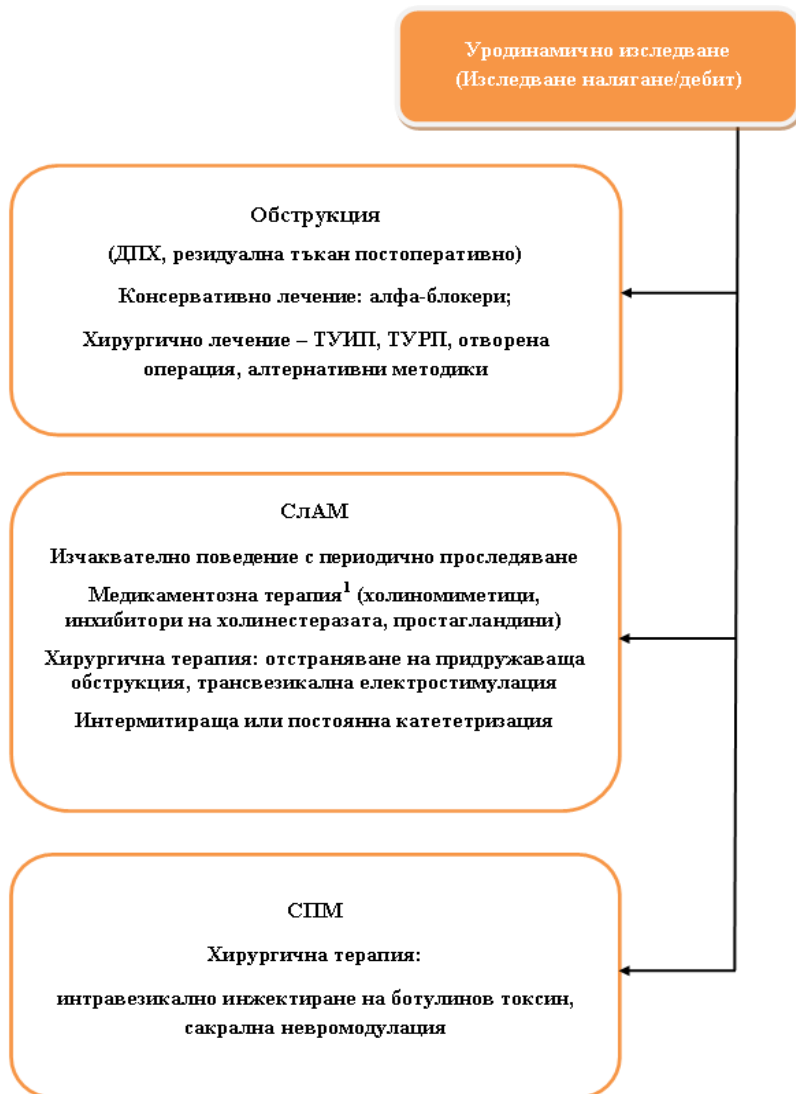 Уродинамично изследване
(Изследване налягане/дебит)
Обструкция
(ДПХ, резидуална тъкан постоперативно)
Консервативно лечение: алфа-блокери;
Хирургично лечение – ТУИП, ТУРП, отворена
операция, алтернативни методики
СлАМ
Изчаквателно поведение с периодично проследяване
Медикаментозна терапия¹ (холиномиметици,
инхибитори на холинестеразата, простагландини)
Хирургична терапия: отстраняване на придружаваща
обструкция, трансвезикална електростимулация
Интермитираща или постоянна катететризация
СПМ
Хирургична терапия:
интравезикално инжектиране на ботулинов токсин,
сакрална невромодулация